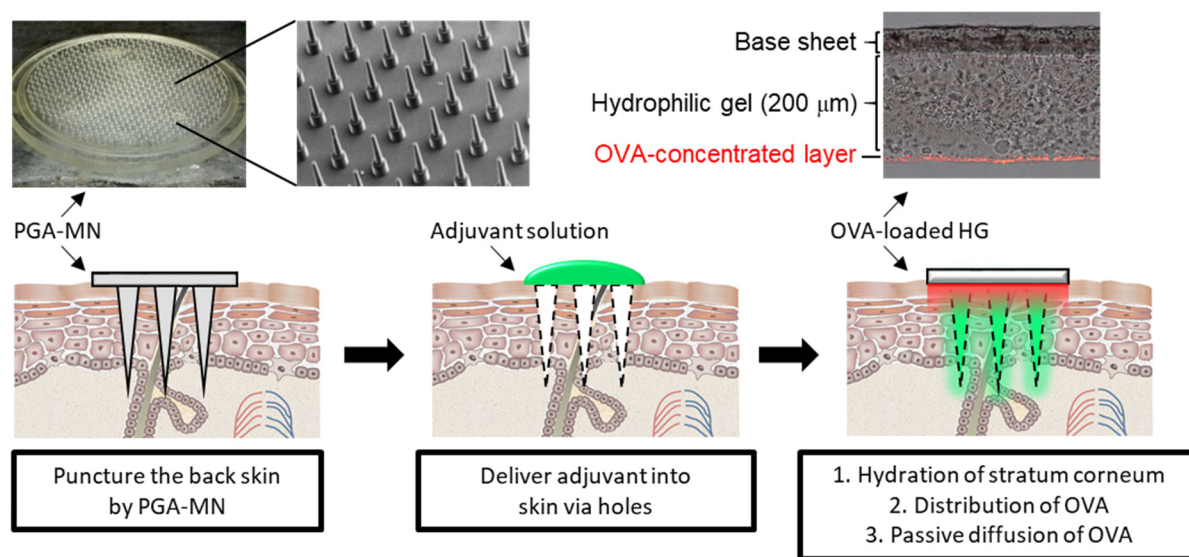 Base sheet
Hydrophilic gel (200 μm)
OVA-concentrated layer
PGA-MN
Adjuvant solution
OVA-loaded HG
Puncture the back skin
by PGA-MN
Deliver adjuvant into
skin via holes
1. Hydration of stratum corneum
2. Distribution of OVA
3. Passive diffusion of OVA